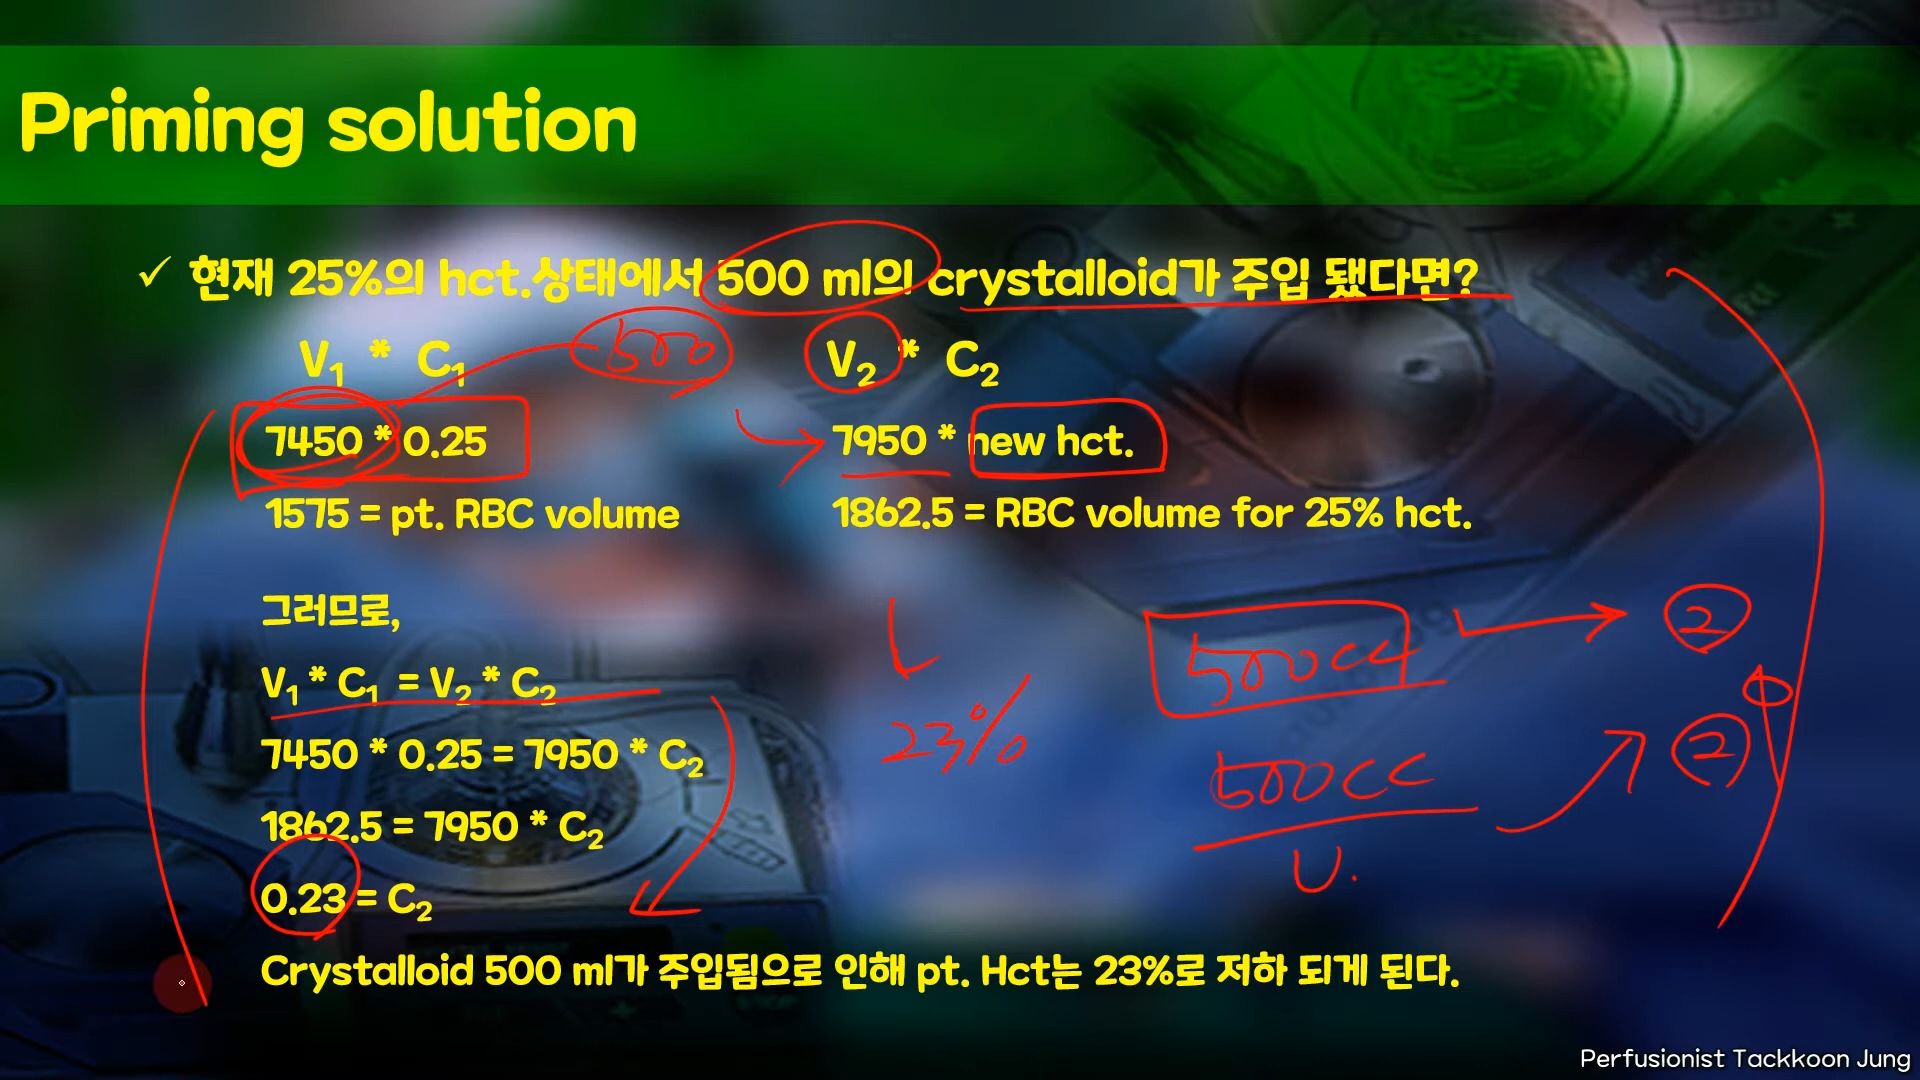 Priming solution
✓ 현재 25%의 hct.상태에서 500 ml의 crystalloid가 주입 됐다면?
V₁ * C₁ 500 V₂ * C₂
7450 * 0.25 7950 * new hct.
1575 = pt. RBC volume 1862.5 = RBC volume for 25% hct.
그러므로,
500cc 2
V₁ * C₁ = V₂ * C₂
23%
7450 * 0.25 = 7950 * C₂
500cc 2
1862.5 = 7950 * C₂
U.
0.23 = C₂
Crystalloid 500 ml가 주입됨으로 인해 pt. Hct는 23%로 저하 되게 된다.
Perfusionist Tackkoon Jung